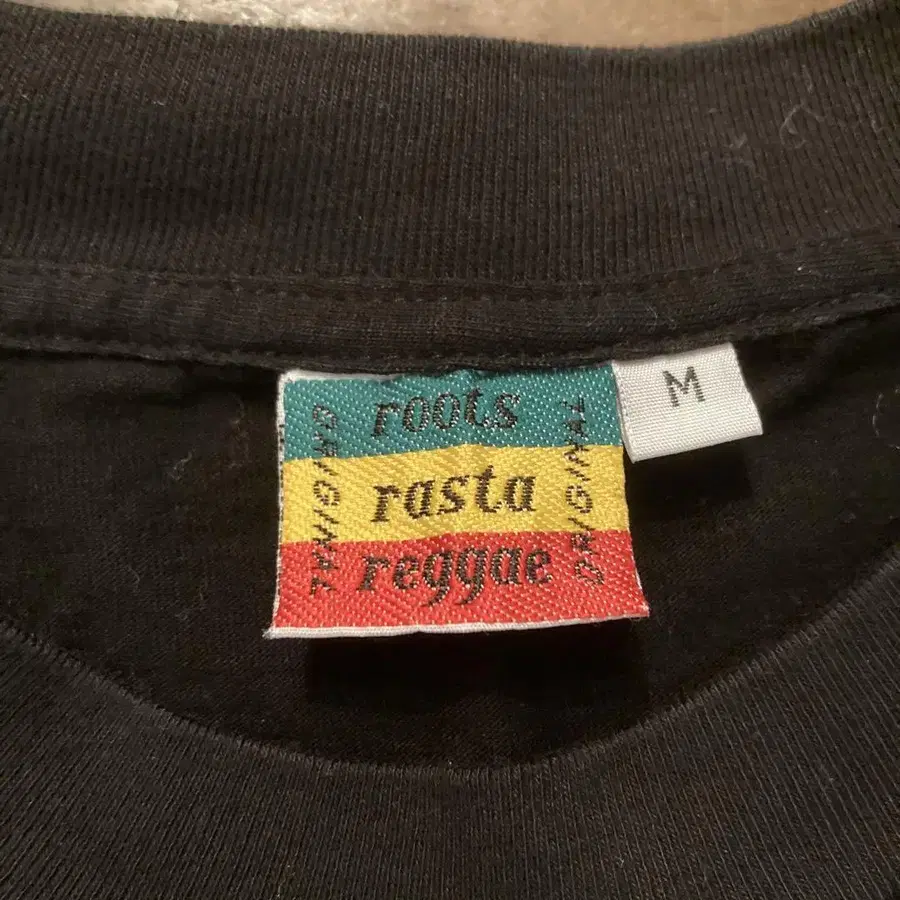 roots
rasta
reggae
ORIGINAL
ORIGINAL
M